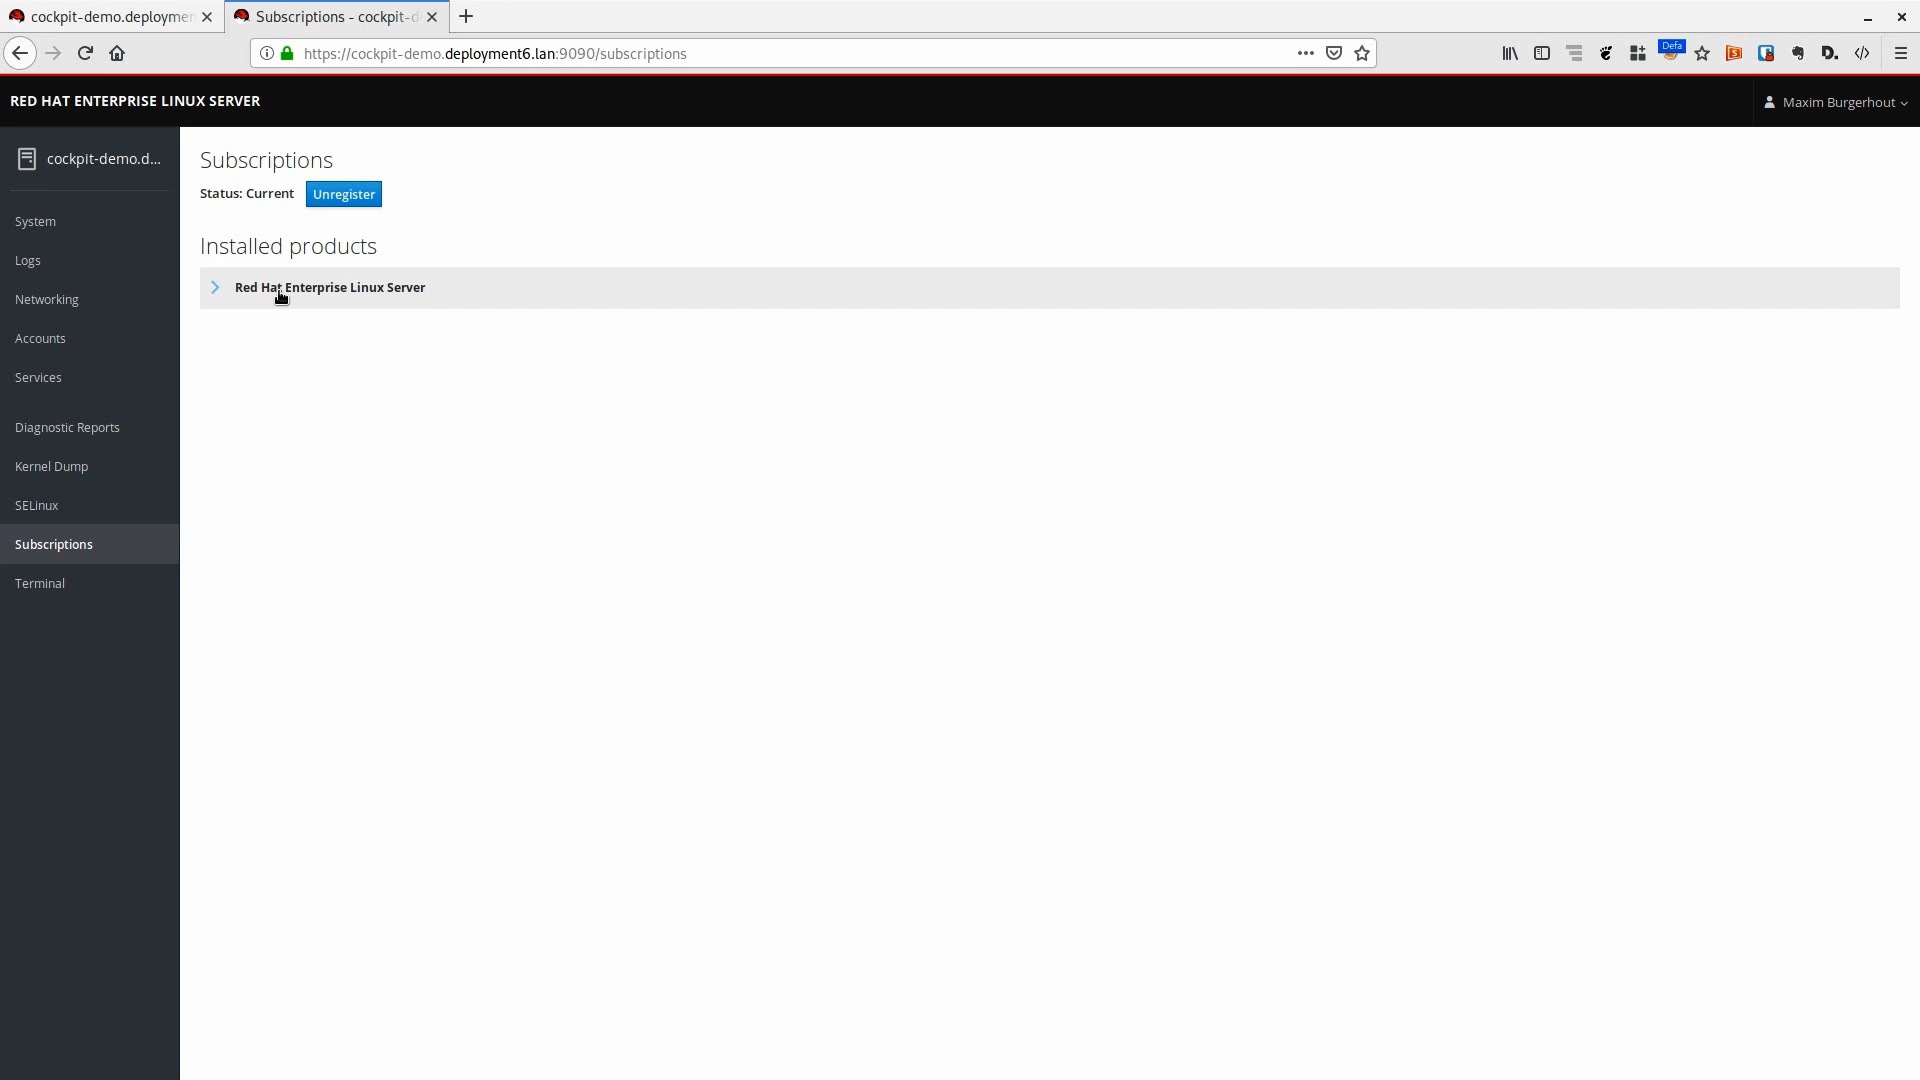 cockpit-demo.deployme
Subscriptions - cockpit-d
https://cockpit-demo.deployment6.lan:9090/subscriptions
Defa
RED HAT ENTERPRISE LINUX SERVER
Maxim Burgerhout
cockpit-demo.d...
System
Logs
Networking
Accounts
Services
Diagnostic Reports
Kernel Dump
SELinux
Subscriptions
Terminal
Subscriptions
Status: Current
Unregister
Installed products
Red Hat Enterprise Linux Server